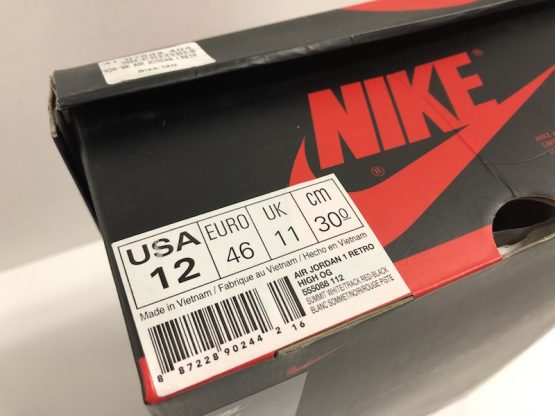 NIKE
®
USA EURO UK cm
12 46 11 30º
Made in Vietnam / Fabrique au Vietnam / Hecho en Vietnam
AIR JORDAN 1 RETRO
HIGH OG
555088 112
SUMMIT WHITE/TRACK RED-BLACK
BLANC SOMMET/NOIR/ROUGE PISTE
8 87228 90244 2 16